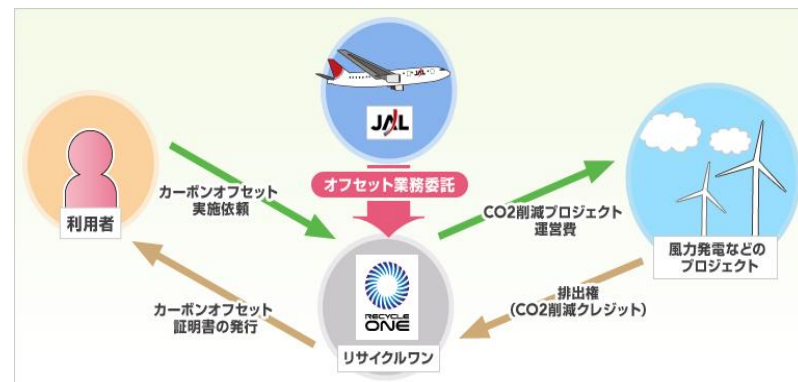 JAL
オフセット業務委託
利用者
カーボンオフセット
実施依頼
CO2削減プロジェクト
運営費
風力発電などの
プロジェクト
カーボンオフセット
証明書の発行
RECYCLE
ONE
リサイクルワン
排出権
(CO2削減クレジット)